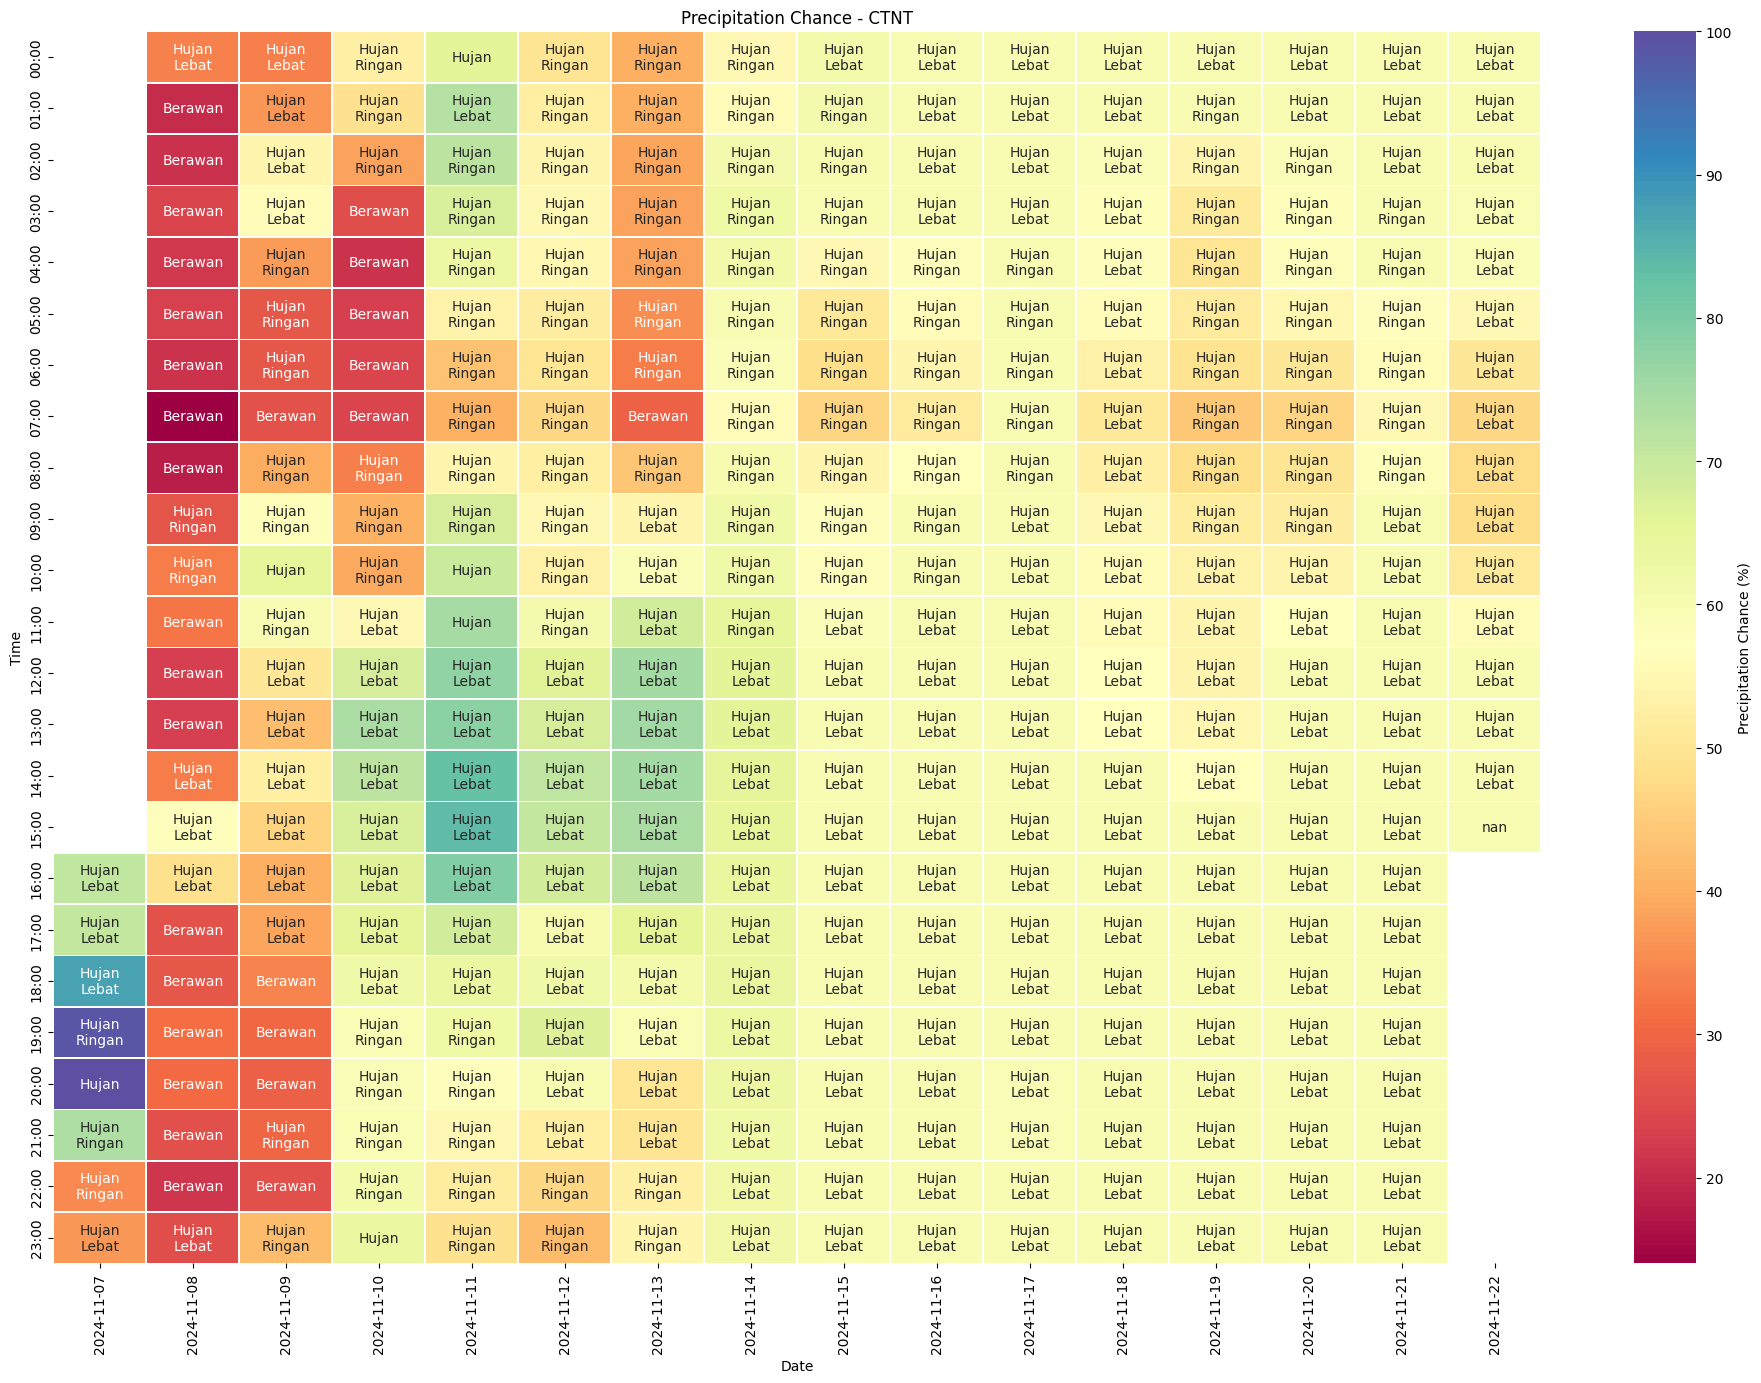 Precipitation Chance - CTNT
00:00 Hujan Lebat Hujan Lebat Hujan Ringan Hujan Hujan Ringan Hujan Ringan Hujan Ringan Hujan Lebat Hujan Lebat Hujan Lebat Hujan Lebat Hujan Lebat Hujan Lebat Hujan Lebat Hujan Lebat
01:00 Berawan Hujan Lebat Hujan Ringan Hujan Lebat Hujan Ringan Hujan Ringan Hujan Ringan Hujan Ringan Hujan Lebat Hujan Lebat Hujan Lebat Hujan Ringan Hujan Lebat Hujan Lebat Hujan Lebat
02:00 Berawan Hujan Lebat Hujan Ringan Hujan Ringan Hujan Ringan Hujan Ringan Hujan Ringan Hujan Ringan Hujan Lebat Hujan Lebat Hujan Lebat Hujan Ringan Hujan Ringan Hujan Lebat Hujan Lebat
03:00 Berawan Hujan Lebat Berawan Hujan Ringan Hujan Ringan Hujan Ringan Hujan Ringan Hujan Ringan Hujan Lebat Hujan Lebat Hujan Lebat Hujan Ringan Hujan Ringan Hujan Ringan Hujan Lebat
04:00 Berawan Hujan Ringan Berawan Hujan Ringan Hujan Ringan Hujan Ringan Hujan Ringan Hujan Ringan Hujan Ringan Hujan Ringan Hujan Lebat Hujan Ringan Hujan Ringan Hujan Ringan Hujan Lebat
05:00 Berawan Hujan Ringan Berawan Hujan Ringan Hujan Ringan Hujan Ringan Hujan Ringan Hujan Ringan Hujan Ringan Hujan Ringan Hujan Lebat Hujan Ringan Hujan Ringan Hujan Ringan Hujan Lebat
06:00 Berawan Hujan Ringan Berawan Hujan Ringan Hujan Ringan Hujan Ringan Hujan Ringan Hujan Ringan Hujan Ringan Hujan Ringan Hujan Lebat Hujan Ringan Hujan Ringan Hujan Ringan Hujan Lebat
07:00 Berawan Berawan Berawan Hujan Ringan Hujan Ringan Berawan Hujan Ringan Hujan Ringan Hujan Ringan Hujan Ringan Hujan Lebat Hujan Ringan Hujan Ringan Hujan Ringan Hujan Lebat
08:00 Berawan Hujan Ringan Hujan Ringan Hujan Ringan Hujan Ringan Hujan Ringan Hujan Ringan Hujan Ringan Hujan Ringan Hujan Ringan Hujan Lebat Hujan Ringan Hujan Ringan Hujan Ringan Hujan Lebat
09:00 Hujan Ringan Hujan Ringan Hujan Ringan Hujan Ringan Hujan Ringan Hujan Lebat Hujan Ringan Hujan Ringan Hujan Ringan Hujan Lebat Hujan Lebat Hujan Ringan Hujan Ringan Hujan Lebat Hujan Lebat
10:00 Hujan Ringan Hujan Hujan Ringan Hujan Hujan Ringan Hujan Lebat Hujan Ringan Hujan Ringan Hujan Ringan Hujan Lebat Hujan Lebat Hujan Lebat Hujan Lebat Hujan Lebat Hujan Lebat
11:00 Berawan Hujan Ringan Hujan Lebat Hujan Hujan Ringan Hujan Lebat Hujan Ringan Hujan Lebat Hujan Lebat Hujan Lebat Hujan Lebat Hujan Lebat Hujan Lebat Hujan Lebat Hujan Lebat
12:00 Berawan Hujan Lebat Hujan Lebat Hujan Lebat Hujan Lebat Hujan Lebat Hujan Lebat Hujan Lebat Hujan Lebat Hujan Lebat Hujan Lebat Hujan Lebat Hujan Lebat Hujan Lebat Hujan Lebat
13:00 Berawan Hujan Lebat Hujan Lebat Hujan Lebat Hujan Lebat Hujan Lebat Hujan Lebat Hujan Lebat Hujan Lebat Hujan Lebat Hujan Lebat Hujan Lebat Hujan Lebat Hujan Lebat Hujan Lebat
14:00 Hujan Lebat Hujan Lebat Hujan Lebat Hujan Lebat Hujan Lebat Hujan Lebat Hujan Lebat Hujan Lebat Hujan Lebat Hujan Lebat Hujan Lebat Hujan Lebat Hujan Lebat Hujan Lebat Hujan Lebat
15:00 Hujan Lebat Hujan Lebat Hujan Lebat Hujan Lebat Hujan Lebat Hujan Lebat Hujan Lebat Hujan Lebat Hujan Lebat Hujan Lebat Hujan Lebat Hujan Lebat Hujan Lebat Hujan Lebat nan
16:00 Hujan Lebat Hujan Lebat Hujan Lebat Hujan Lebat Hujan Lebat Hujan Lebat Hujan Lebat Hujan Lebat Hujan Lebat Hujan Lebat Hujan Lebat Hujan Lebat Hujan Lebat Hujan Lebat Hujan Lebat
17:00 Hujan Lebat Berawan Hujan Lebat Hujan Lebat Hujan Lebat Hujan Lebat Hujan Lebat Hujan Lebat Hujan Lebat Hujan Lebat Hujan Lebat Hujan Lebat Hujan Lebat Hujan Lebat Hujan Lebat
18:00 Hujan Lebat Berawan Berawan Hujan Lebat Hujan Lebat Hujan Lebat Hujan Lebat Hujan Lebat Hujan Lebat Hujan Lebat Hujan Lebat Hujan Lebat Hujan Lebat Hujan Lebat Hujan Lebat
19:00 Hujan Ringan Berawan Berawan Hujan Ringan Hujan Ringan Hujan Lebat Hujan Lebat Hujan Lebat Hujan Lebat Hujan Lebat Hujan Lebat Hujan Lebat Hujan Lebat Hujan Lebat Hujan Lebat
20:00 Hujan Berawan Berawan Hujan Ringan Hujan Ringan Hujan Lebat Hujan Lebat Hujan Lebat Hujan Lebat Hujan Lebat Hujan Lebat Hujan Lebat Hujan Lebat Hujan Lebat Hujan Lebat
21:00 Hujan Ringan Berawan Hujan Ringan Hujan Ringan Hujan Ringan Hujan Lebat Hujan Lebat Hujan Lebat Hujan Lebat Hujan Lebat Hujan Lebat Hujan Lebat Hujan Lebat Hujan Lebat Hujan Lebat
22:00 Hujan Ringan Berawan Berawan Hujan Ringan Hujan Ringan Hujan Ringan Hujan Ringan Hujan Lebat Hujan Lebat Hujan Lebat Hujan Lebat Hujan Lebat Hujan Lebat Hujan Lebat Hujan Lebat
23:00 Hujan Lebat Hujan Lebat Hujan Ringan Hujan Hujan Ringan Hujan Ringan Hujan Ringan Hujan Lebat Hujan Lebat Hujan Lebat Hujan Lebat Hujan Lebat Hujan Lebat Hujan Lebat Hujan Lebat
Time
2024-11-07 2024-11-08 2024-11-09 2024-11-10 2024-11-11 2024-11-12 2024-11-13 2024-11-14 2024-11-15 2024-11-16 2024-11-17 2024-11-18 2024-11-19 2024-11-20 2024-11-21 2024-11-22
Date
100
90
80
70
60
50
40
30
20
Precipitation Chance (%)